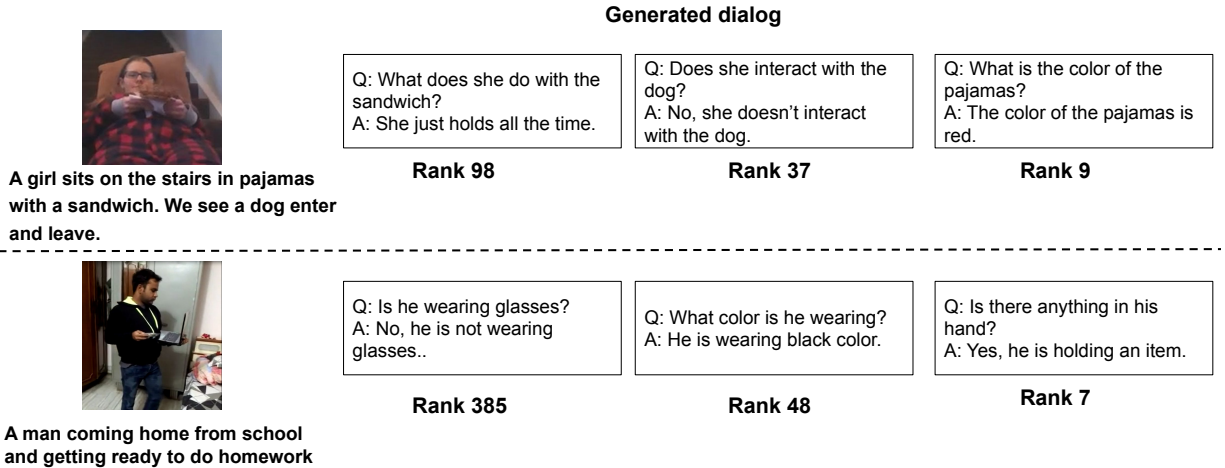 Generated dialog
Q: What does she do with the
sandwich?
A: She just holds all the time.
Q: Does she interact with the
dog?
A: No, she doesn't interact
with the dog.
Q: What is the color of the
pajamas?
A: The color of the pajamas is
red.
Rank 98
Rank 37
Rank 9
A girl sits on the stairs in pajamas
with a sandwich. We see a dog enter
and leave.
Q: Is he wearing glasses?
A: No, he is not wearing
glasses..
Q: What color is he wearing?
A: He is wearing black color.
Q: Is there anything in his
hand?
A: Yes, he is holding an item.
Rank 385
Rank 48
Rank 7
A man coming home from school
and getting ready to do homework